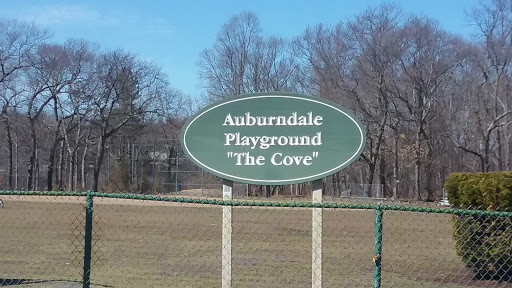 Auburndale
Playground
"The Cove"